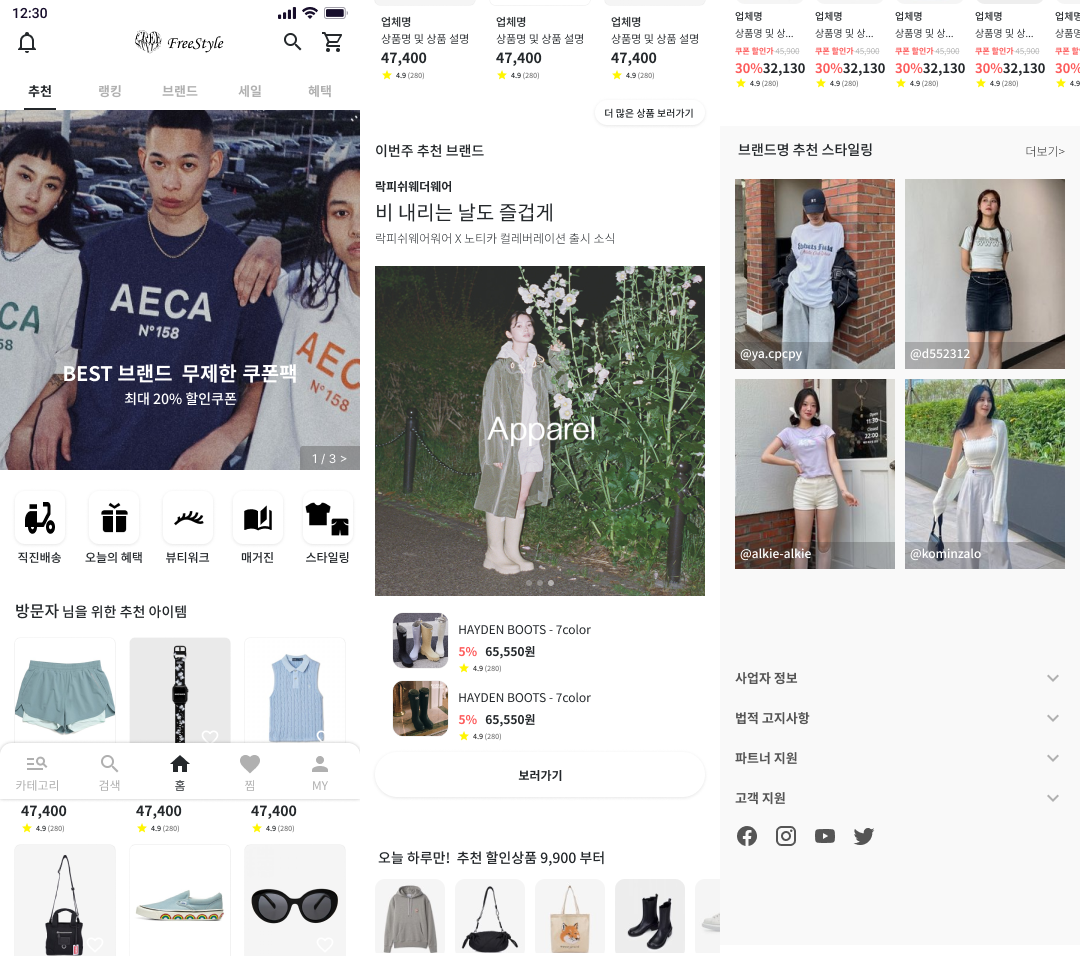 12:30
FreeStyle
추천 랭킹 브랜드 세일 혜택
AECA
N°158
BEST 브랜드 무제한 쿠폰팩
최대 20% 할인쿠폰
1 / 3 >
직진배송 오늘의 혜택 뷰티워크 매거진 스타일링
방문자 님을 위한 추천 아이템
카테고리 검색 홈 찜 MY
47,400 47,400 47,400
4.9 (280) 4.9 (280) 4.9 (280)
업체명 업체명 업체명
상품명 및 상품 설명 상품명 및 상품 설명 상품명 및 상품 설명
47,400 47,400 47,400
4.9 (280) 4.9 (280) 4.9 (280)
더 많은 상품 보러가기
이번주 추천 브랜드
락피쉬웨더웨어
비 내리는 날도 즐겁게
락피쉬웨어워어 X 노티카 컬레버레이션 출시 소식
Apparel
HAYDEN BOOTS - 7color
5% 65,550원
4.9 (280)
HAYDEN BOOTS - 7color
5% 65,550원
4.9 (280)
보러가기
오늘 하루만! 추천 할인상품 9,900 부터
업체명 업체명 업체명 업체명 업체명
상품명 및 상... 상품명 및 상... 상품명 및 상... 상품명 및 상... 상품명
쿠폰 할인가 45,900 쿠폰 할인가 45,900 쿠폰 할인가 45,900 쿠폰 할인가 45,900 쿠폰 할
30%32,130 30%32,130 30%32,130 30%32,130 30%
4.9 (280) 4.9 (280) 4.9 (280) 4.9 (280) 4.9
브랜드명 추천 스타일링 더보기>
@ya.cpcpy @d552312
Open
11:30
Closed
22:00
@alkie-alkie @kominzalo
사업자 정보
법적 고지사항
파트너 지원
고객 지원